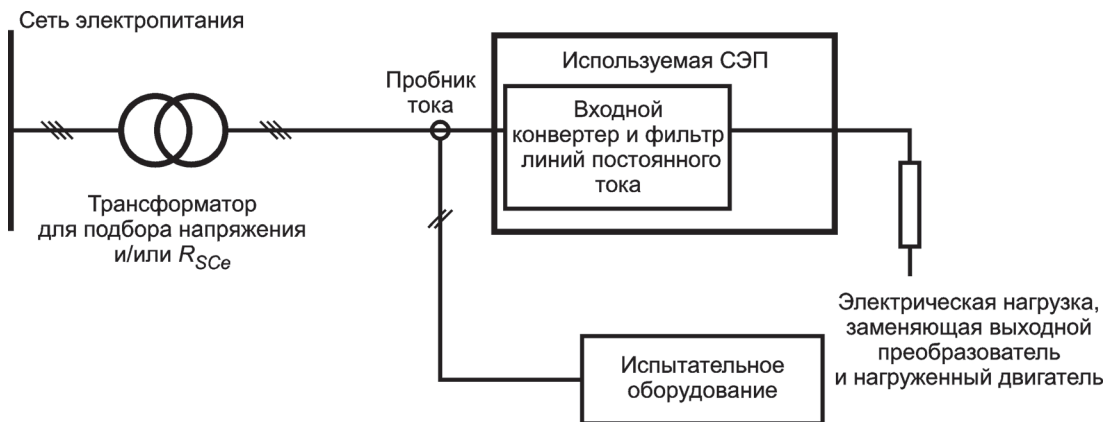 Сеть электропитания
Пробник
тока
Используемая СЭП
Входной
конвертер и фильтр
линий постоянного
тока
Трансформатор
для подбора напряжения
и/или R_SCe
Электрическая нагрузка,
заменяющая выходной
преобразователь
и нагруженный двигатель
Испытательное
оборудование